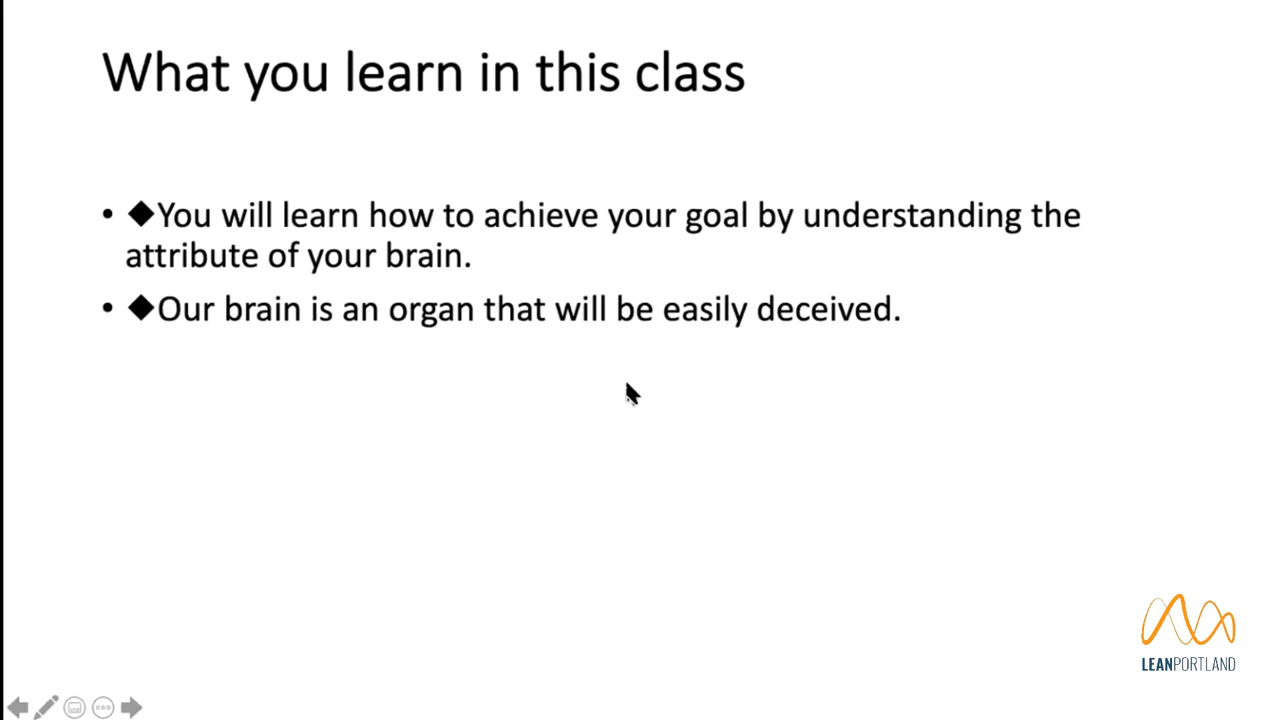 What you learn in this class
• ◆You will learn how to achieve your goal by understanding the
attribute of your brain.
• ◆Our brain is an organ that will be easily deceived.
LEANPORTLAND